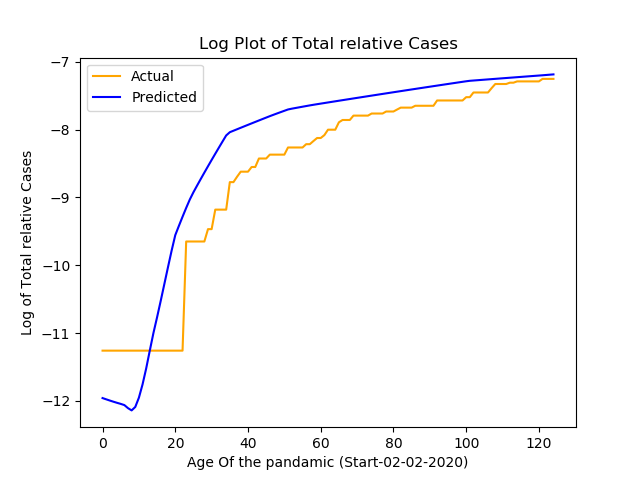 Log Plot of Total relative Cases
Actual
Predicted
Log of Total relative Cases
−7
−8
−9
−10
−11
−12
0 20 40 60 80 100 120
Age Of the pandamic (Start-02-02-2020)